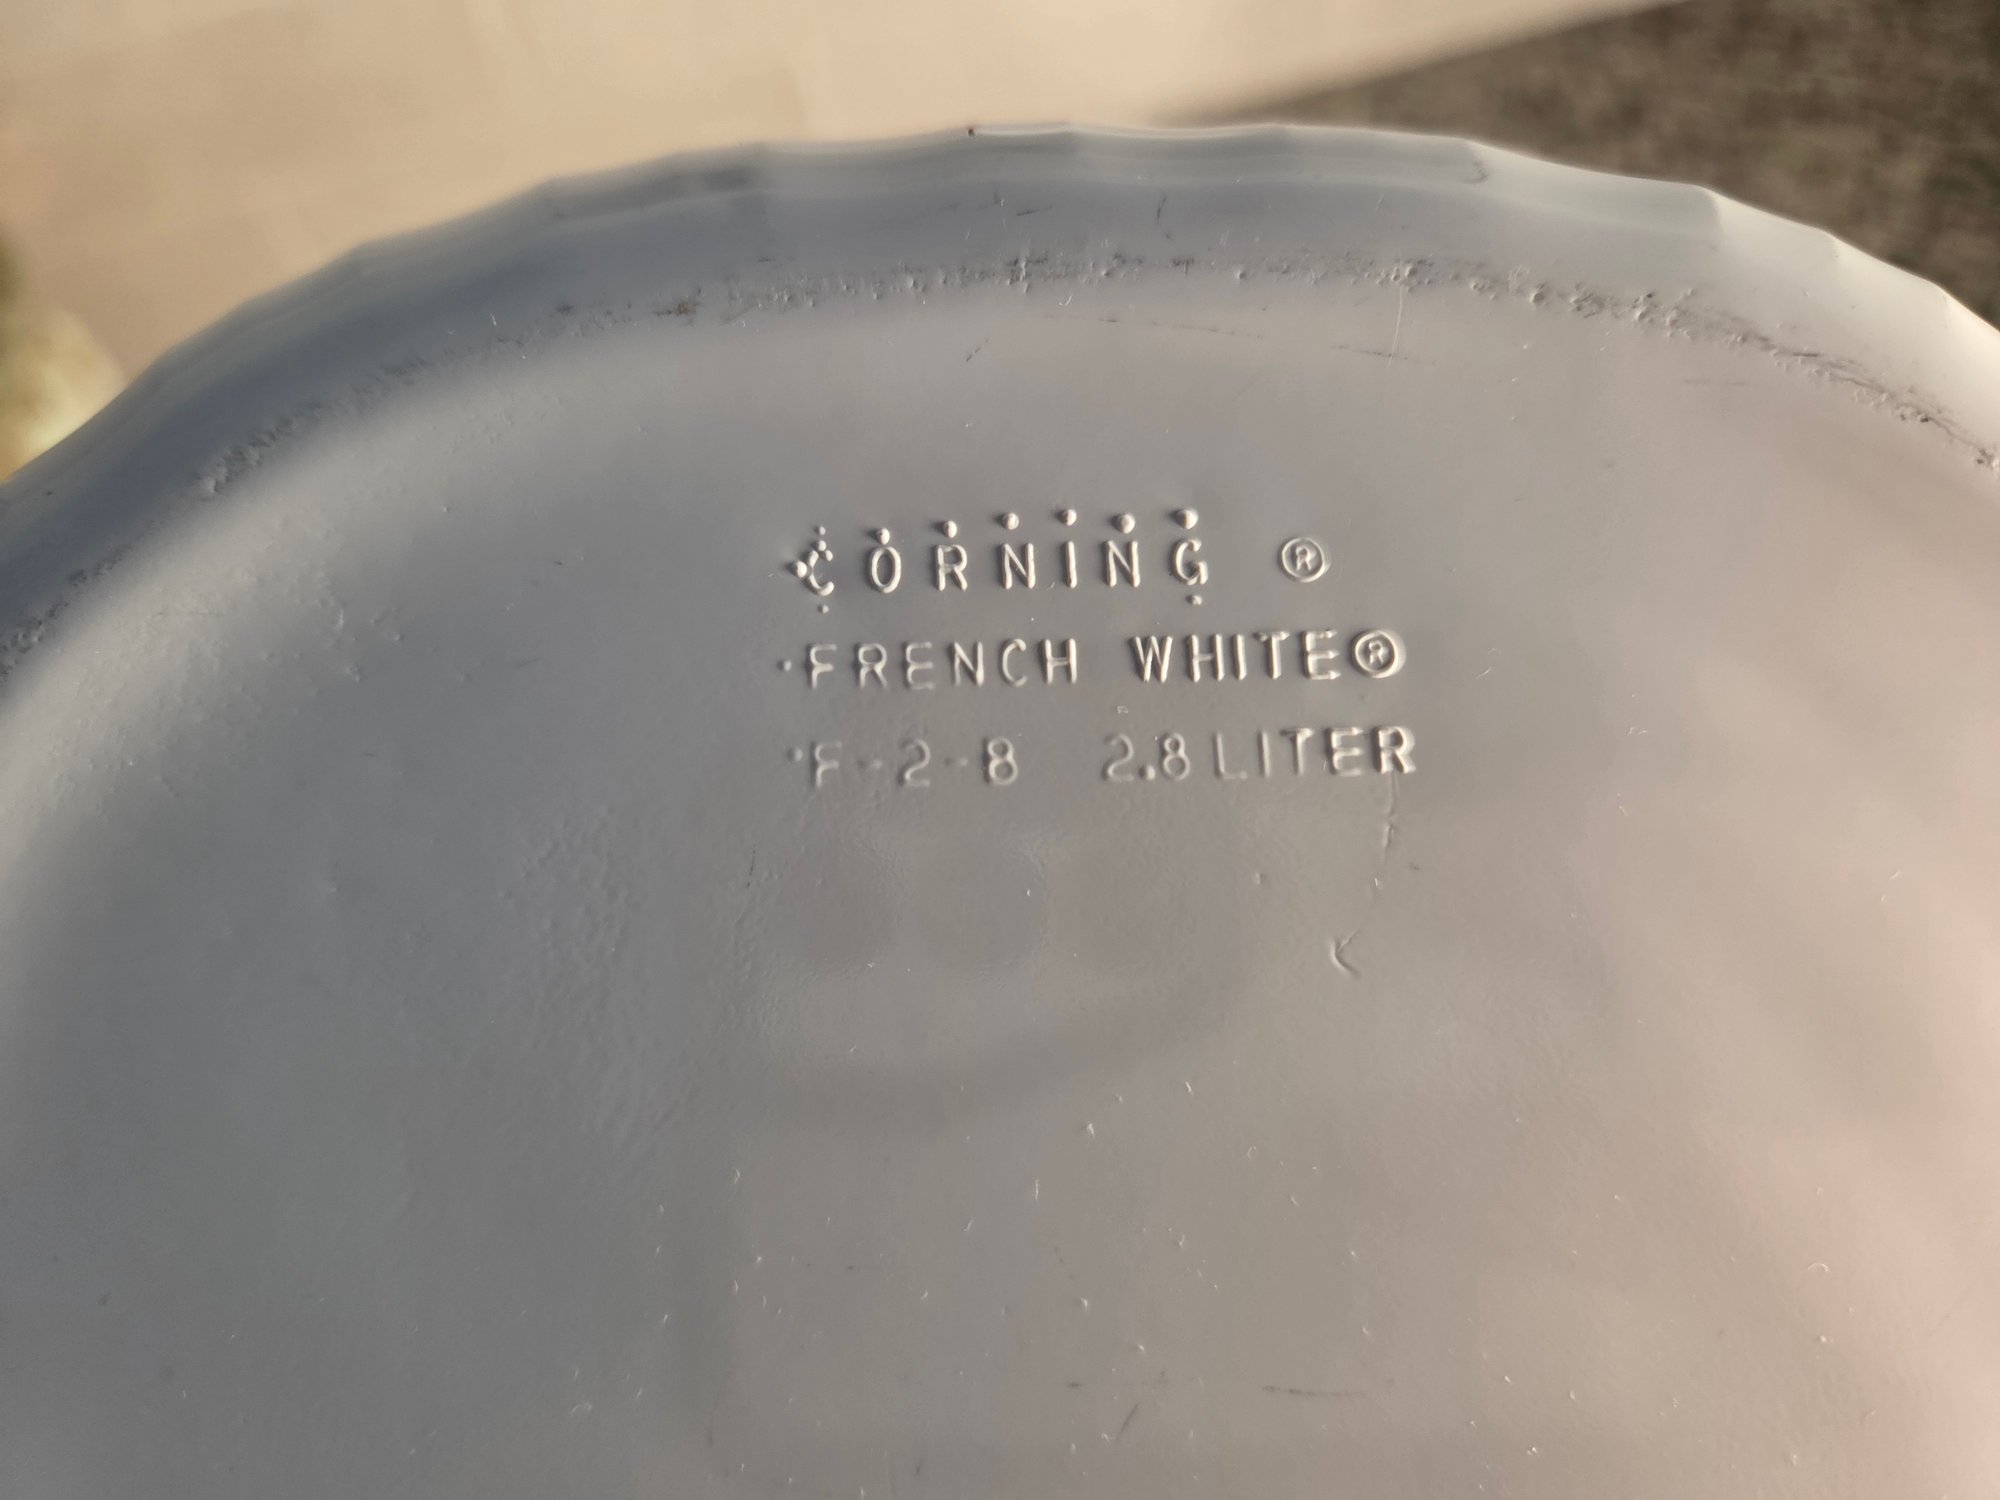 CORNING ®
FRENCH WHITE®
F-2-8 2.8 LITER